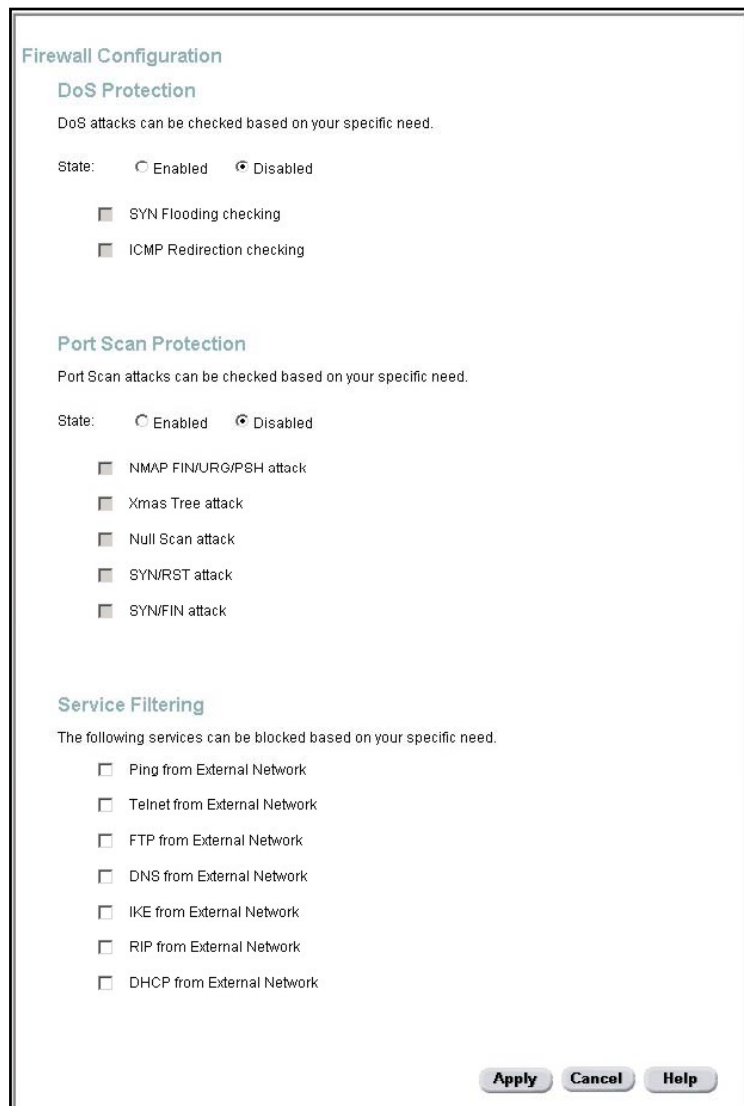 Firewall Configuration
DoS Protection
DoS attacks can be checked based on your specific need.
State: Enabled Disabled
SYN Flooding checking
ICMP Redirection checking
Port Scan Protection
Port Scan attacks can be checked based on your specific need.
State: Enabled Disabled
NMAP FIN/URG/PSH attack
Xmas Tree attack
Null Scan attack
SYN/RST attack
SYN/FIN attack
Service Filtering
The following services can be blocked based on your specific need.
Ping from External Network
Telnet from External Network
FTP from External Network
DNS from External Network
IKE from External Network
RIP from External Network
DHCP from External Network
Apply Cancel Help